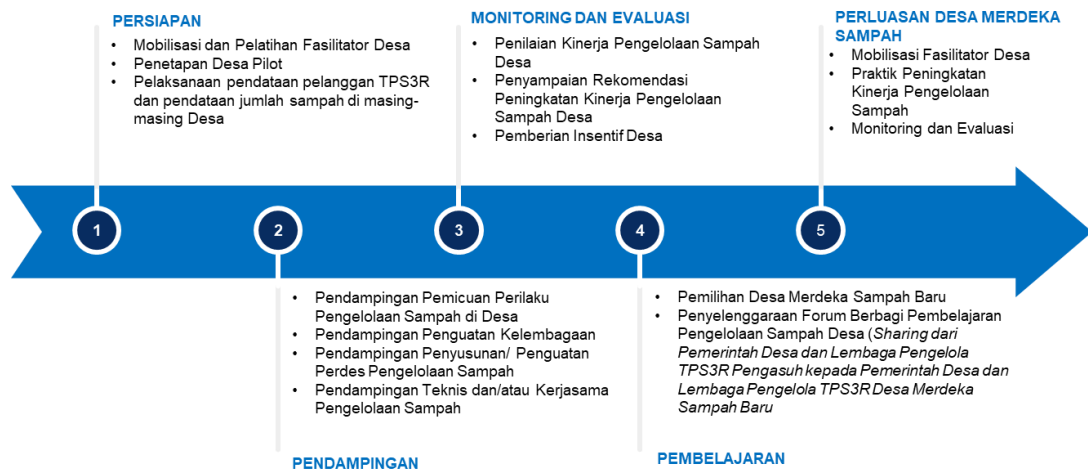 PERSIAPAN
• Mobilisasi dan Pelatihan Fasilitator Desa
• Penetapan Desa Pilot
• Pelaksanaan pendataan pelanggan TPS3R
dan pendataan jumlah sampah di masing-
masing Desa
MONITORING DAN EVALUASI
• Penilaian Kinerja Pengelolaan Sampah
Desa
• Penyampaian Rekomendasi
Peningkatan Kinerja Pengelolaan
Sampah Desa
• Pemberian Insentif Desa
PERLUASAN DESA MERDEKA
SAMPAH
• Mobilisasi Fasilitator Desa
• Praktik Peningkatan
Kinerja Pengelolaan
Sampah
• Monitoring dan Evaluasi
1
2
3
4
5
• Pendampingan Pemicuan Perilaku
Pengelolaan Sampah di Desa
• Pendampingan Penguatan Kelembagaan
• Pendampingan Penyusunan/ Penguatan
Perdes Pengelolaan Sampah
• Pendampingan Teknis dan/atau Kerjasama
Pengelolaan Sampah
PENDAMPINGAN
• Pemilihan Desa Merdeka Sampah Baru
• Penyelenggaraan Forum Berbagi Pembelajaran
Pengelolaan Sampah Desa (Sharing dari
Pemerintah Desa dan Lembaga Pengelola
TPS3R Pengasuh kepada Pemerintah Desa dan
Lembaga Pengelola TPS3R Desa Merdeka
Sampah Baru
PEMBELAJARAN